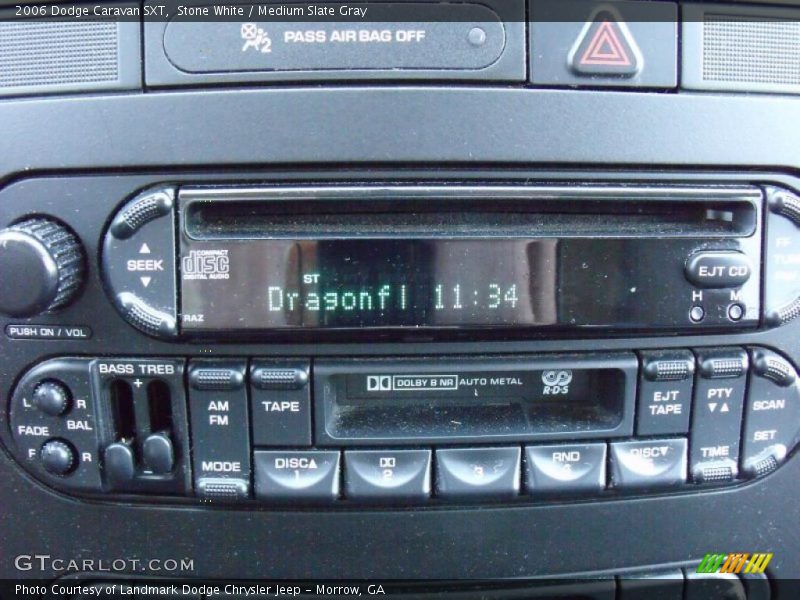 2006 Dodge Caravan SXT,  Stone White / Medium Slate Gray
2 PASS AIR BAG OFF
SEEK
COMPACT
disc
DIGITAL AUDIO
ST
Dragonfl 11:34
RAZ
EJT CD
H M
FF
PUSH ON / VOL
BASS TREB
+
L R
FADE BAL
F R
AM
FM
MODE
TAPE
DOLBY B NR AUTO METAL
R·D·S
EJT
TAPE
PTY
TIME
SCAN
SET
DISC 1
2
3
RND 4
DISC
GTCARLOT.COM
Photo Courtesy of Landmark Dodge Chrysler Jeep – Morrow, GA